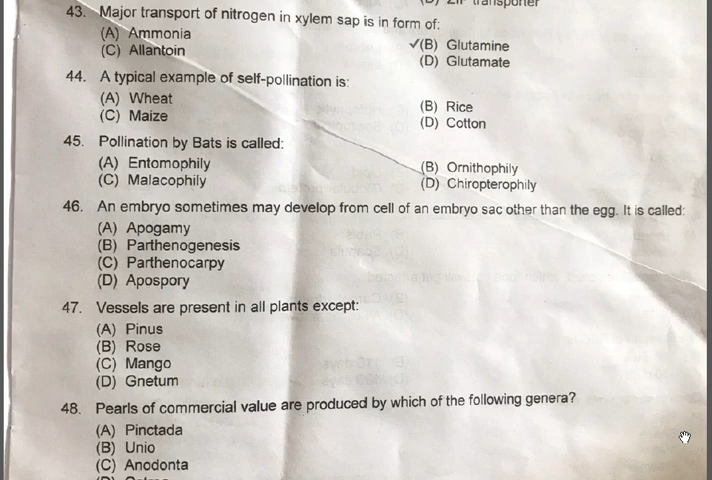 43. Major transport of nitrogen in xylem sap is in form of:
(A) Ammonia
✓(B) Glutamine
(C) Allantoin
(D) Glutamate
44. A typical example of self-pollination is:
(A) Wheat
(B) Rice
(C) Maize
(D) Cotton
45. Pollination by Bats is called:
(A) Entomophily
(B) Ornithophily
(C) Malacophily
(D) Chiropterophily
46. An embryo sometimes may develop from cell of an embryo sac other than the egg. It is called:
(A) Apogamy
(B) Parthenogenesis
(C) Parthenocarpy
(D) Apospory
47. Vessels are present in all plants except:
(A) Pinus
(B) Rose
(C) Mango
(D) Gnetum
48. Pearls of commercial value are produced by which of the following genera?
(A) Pinctada
(B) Unio
(C) Anodonta